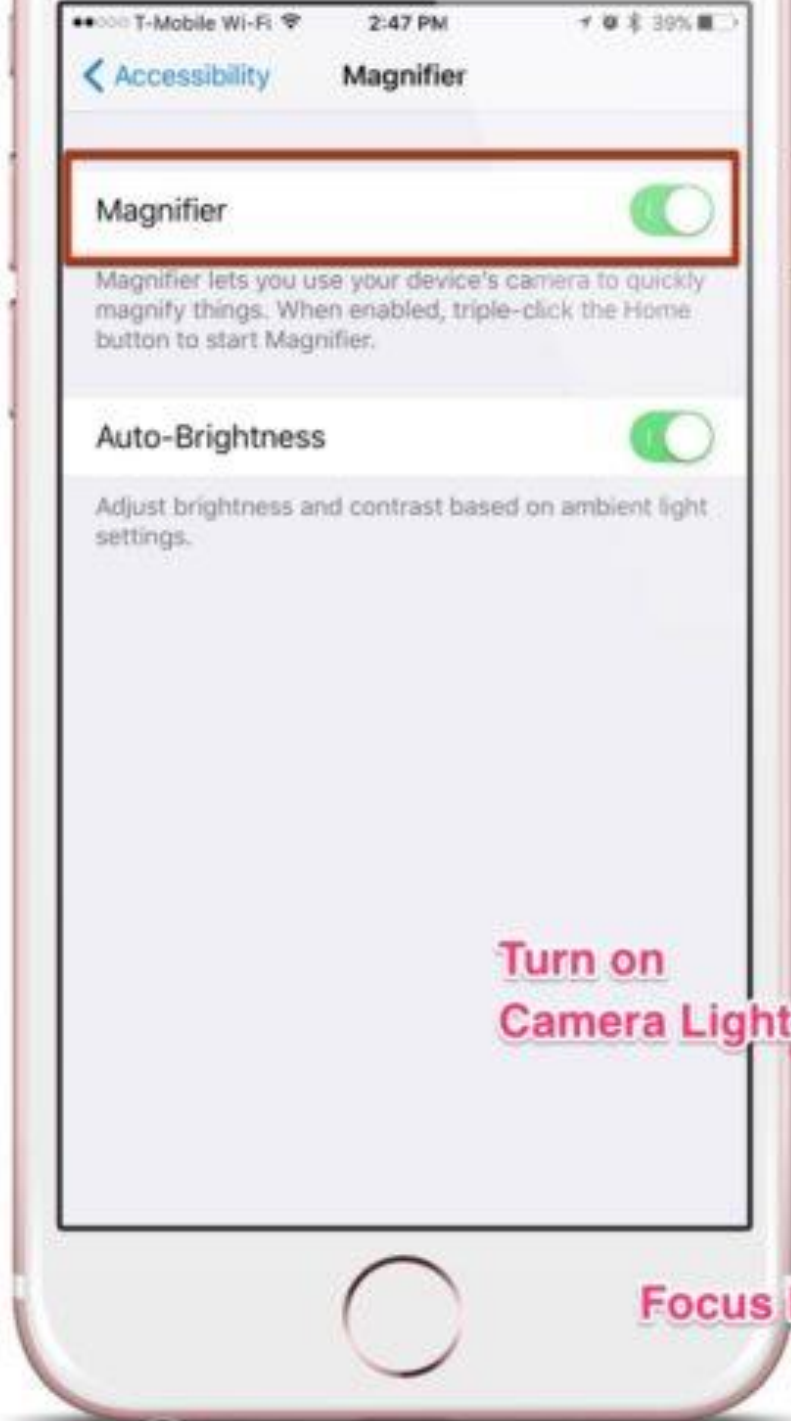 T-Mobile Wi-Fi 2:47 PM 39%
Accessibility Magnifier
Magnifier
Magnifier lets you use your device's camera to quickly
magnify things. When enabled, triple-click the Home
button to start Magnifier.
Auto-Brightness
Adjust brightness and contrast based on ambient light
settings.
Turn on
Camera Light
Focus